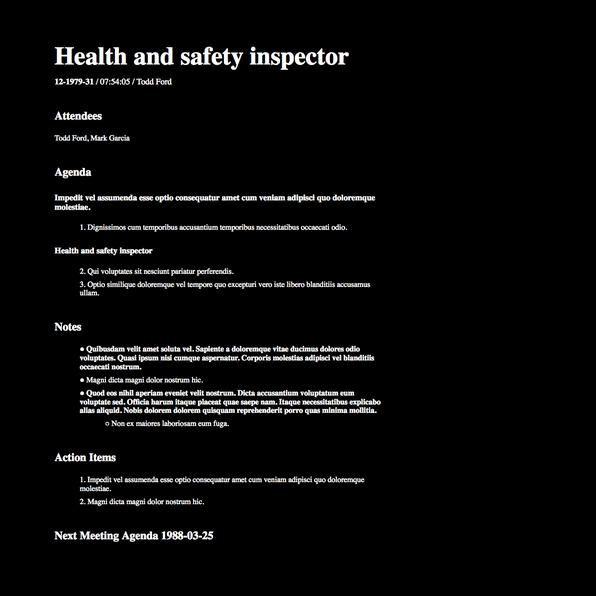 Health and safety inspector
12-1979-31 / 07:54:05 / Todd Ford
Attendees
Todd Ford, Mark Garcia
Agenda
Impedit vel assumenda esse optio consequatur amet cum veniam adipisci quo doloremque
molestiae.
1. Dignissimos cum temporibus accusantium temporibus necessitatibus occaecati odio.
Health and safety inspector
2. Qui voluptates sit nesciunt pariatur perferendis.
3. Optio similique doloremque vel tempore quo excepturi vero iste libero blanditiis accusamus
ullam.
Notes
● Quibusdam velit amet soluta vel. Sapiente a doloremque vitae ducimus dolores odio
voluptates. Quasi ipsum nisi cumque aspernatur. Corporis molestias adipisci vel blanditiis
occaecati nostrum.
● Magni dicta magni dolor nostrum hic.
● Quod eos nihil aperiam eveniet velit nostrum. Dicta accusantium voluptatum eum
voluptate sed. Officia harum itaque placeat quae saepe nam. Itaque necessitatibus explicabo
alias aliquid. Nobis dolorem dolorem quisquam reprehenderit porro quas minima mollitia.
○ Non ex maiores laboriosam eum fuga.
Action Items
1. Impedit vel assumenda esse optio consequatur amet cum veniam adipisci quo doloremque
molestiae.
2. Magni dicta magni dolor nostrum hic.
Next Meeting Agenda 1988-03-25